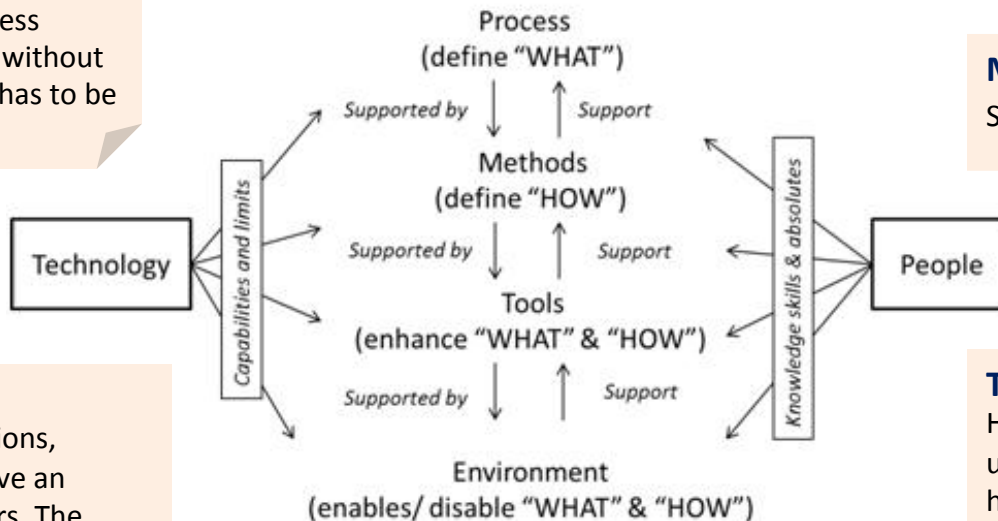 ess
without
has to be
Process
(define “WHAT”)
Supported by
Support
Methods
(define “HOW”)
Supported by
Support
Tools
(enhance “WHAT” & “HOW”)
Supported by
Support
Environment
(enables/ disable “WHAT” & “HOW”)
Technology
Capabilities and limits
Knowledge skills & absolutes
People
ions,
ve an
rs. The
M
S
T
H
u
h